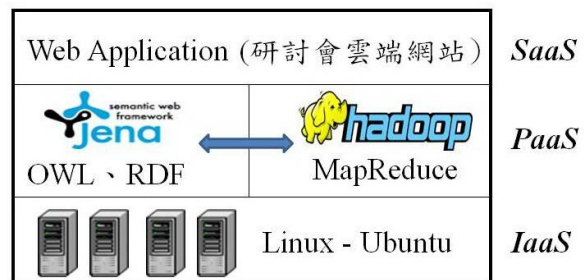 Web Application (研討會雲端網站)
SaaS
semantic web
framework
Jena
OWL、RDF
hadoop
MapReduce
PaaS
Linux - Ubuntu
IaaS